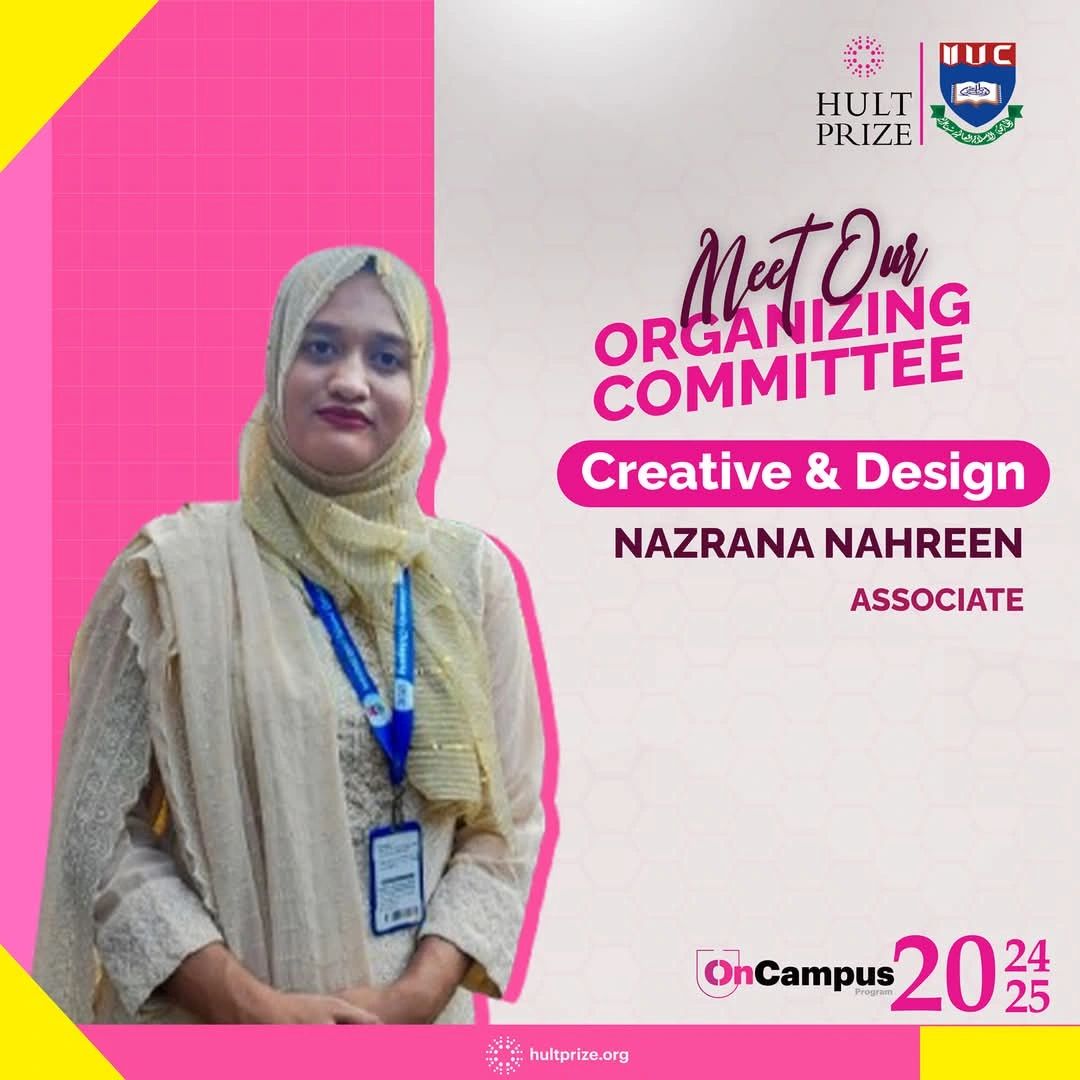 IIUC
HULT
PRIZE
Meet Our
ORGANIZING
COMMITTEE
Creative & Design
NAZRANA NAHREEN
ASSOCIATE
OnCampus
Program
20 24
25
hultprize.org